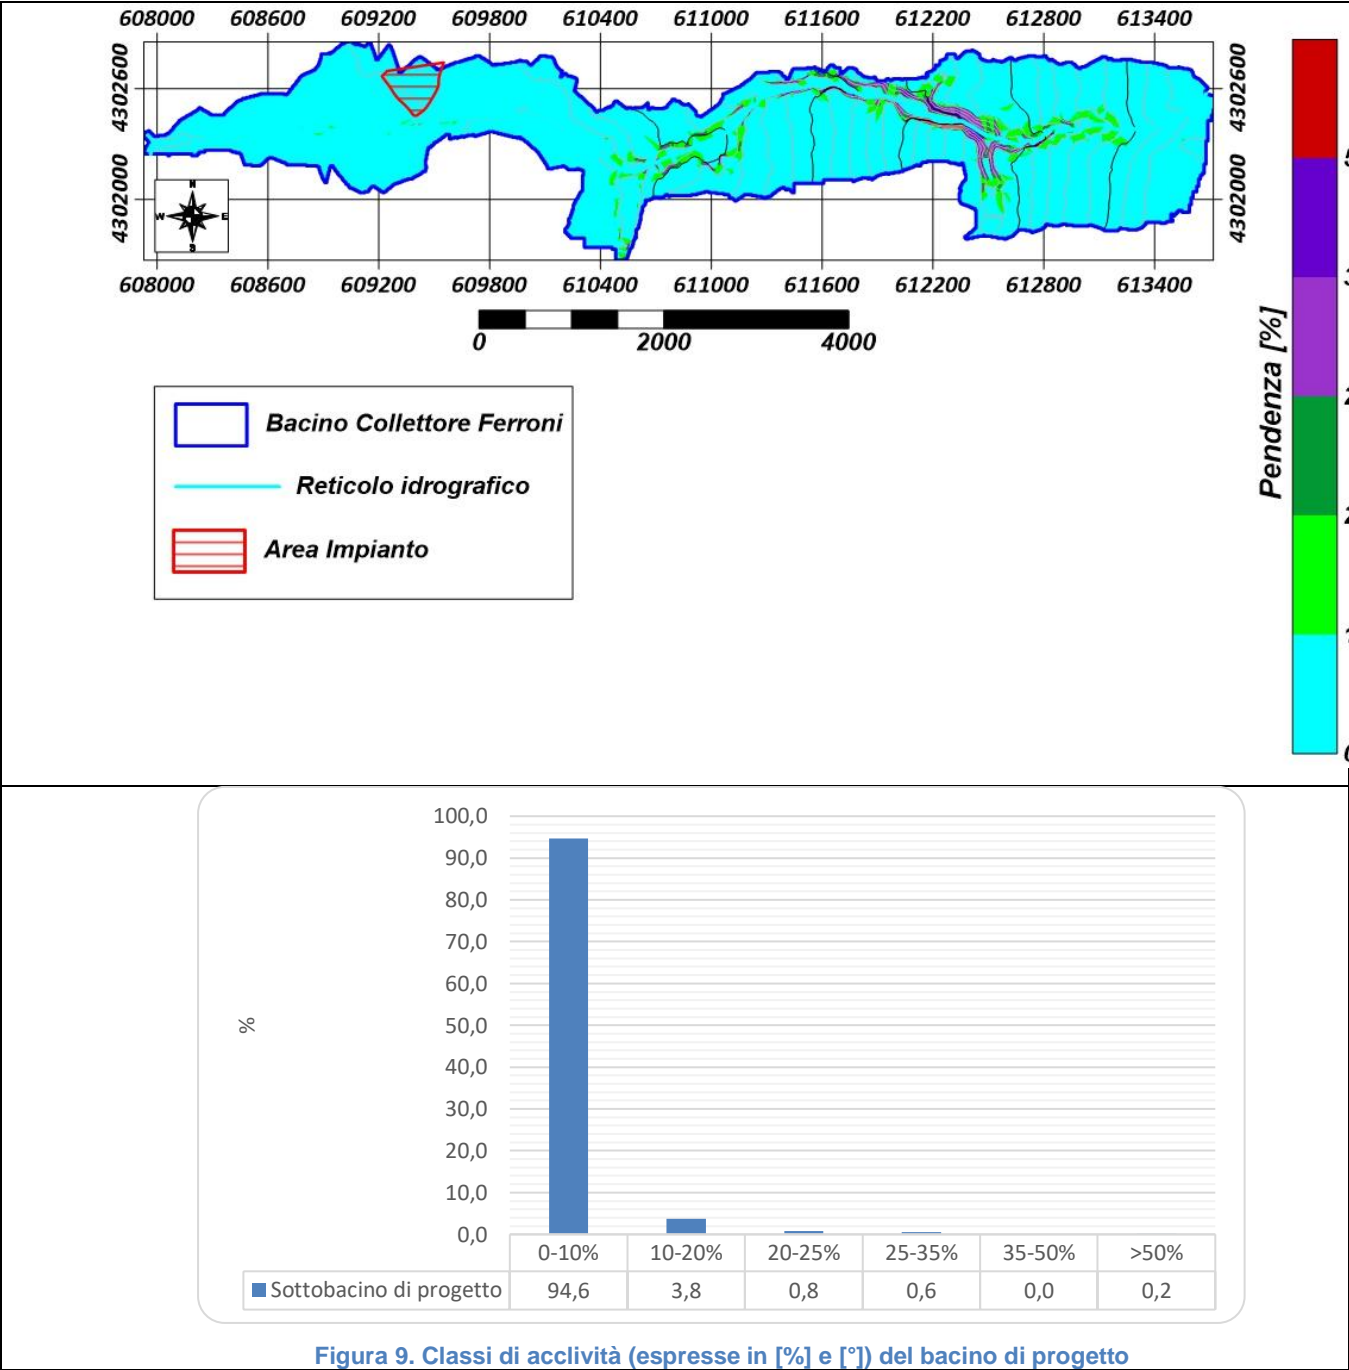 608000 608600 609200 609800 610400 611000 611600 612200 612800 613400
4302600
4302000
4302600
4302000
N
W E
S
608000 608600 609200 609800 610400 611000 611600 612200 612800 613400
0 2000 4000
Bacino Collettore Ferroni
Reticolo idrografico
Area Impianto
Pendenza [%]
100,0
90,0
80,0
70,0
60,0
50,0
40,0
30,0
20,0
10,0
0,0
%
0-10% 10-20% 20-25% 25-35% 35-50% >50%
Sottobacino di progetto 94,6 3,8 0,8 0,6 0,0 0,2
Figura 9. Classi di acclività (espresse in [%] e [°]) del bacino di progetto